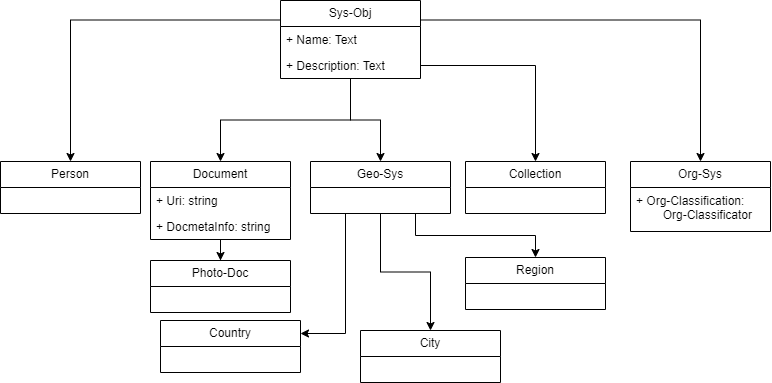 Sys-Obj
+ Name: Text
+ Description: Text
Person
Document
+ Uri: string
+ DocmetaInfo: string
Geo-Sys
Collection
Org-Sys
+ Org-Classification:
Org-Classificator
Photo-Doc
Region
Country
City